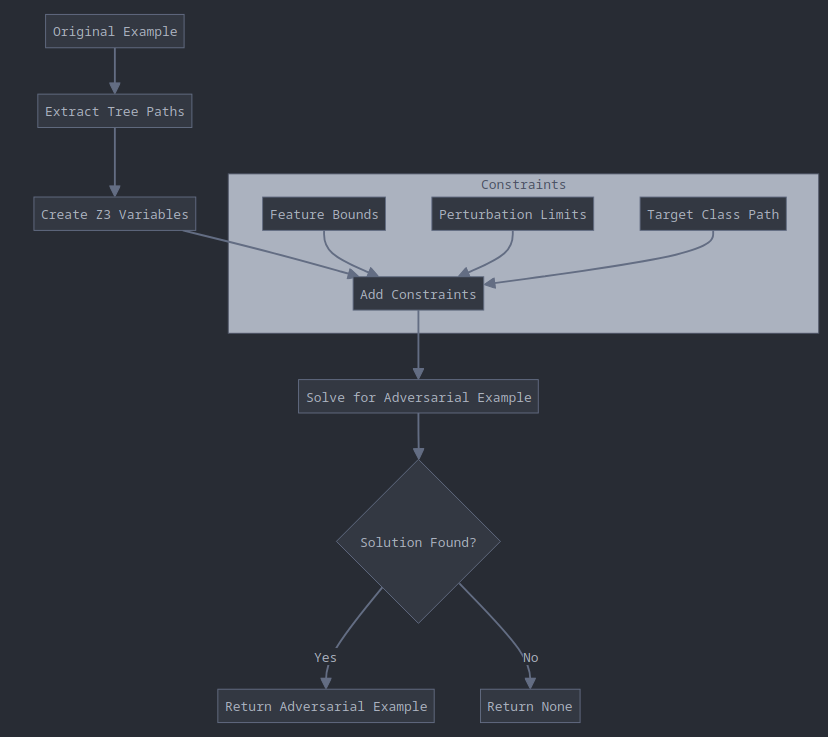 Original Example
Extract Tree Paths
Create Z3 Variables
Constraints
Feature Bounds
Perturbation Limits
Target Class Path
Add Constraints
Solve for Adversarial Example
Solution Found?
Yes
No
Return Adversarial Example
Return None